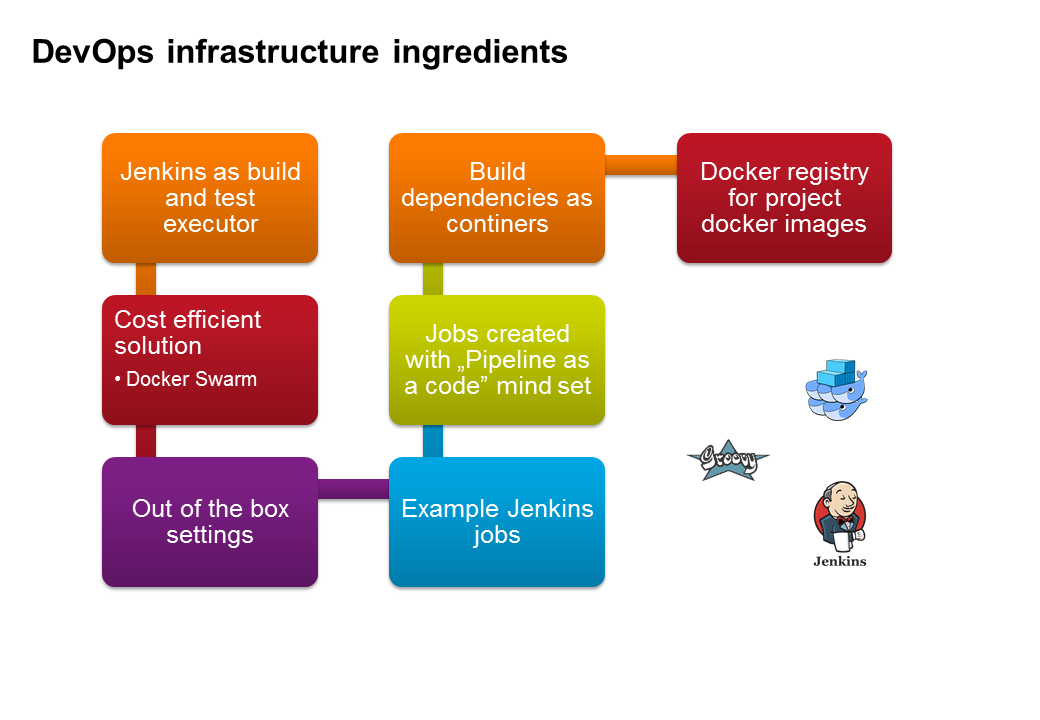 DevOps infrastructure ingredients
Jenkins as build
and test
executor
Cost efficient
solution
• Docker Swarm
Out of the box
settings
Example Jenkins
jobs
Jobs created
with „Pipeline as
a code” mind set
Build
dependencies as
continers
Docker registry
for project
docker images
Groovy
Jenkins